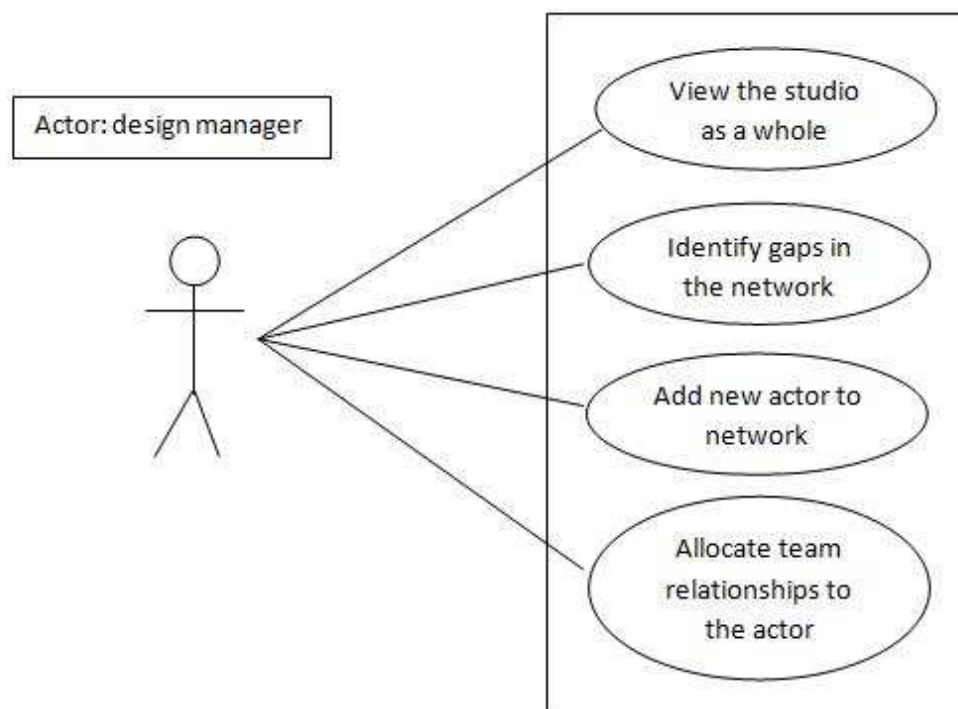 Actor: design manager
View the studio
as a whole
Identify gaps in
the network
Add new actor to
network
Allocate team
relationships to
the actor